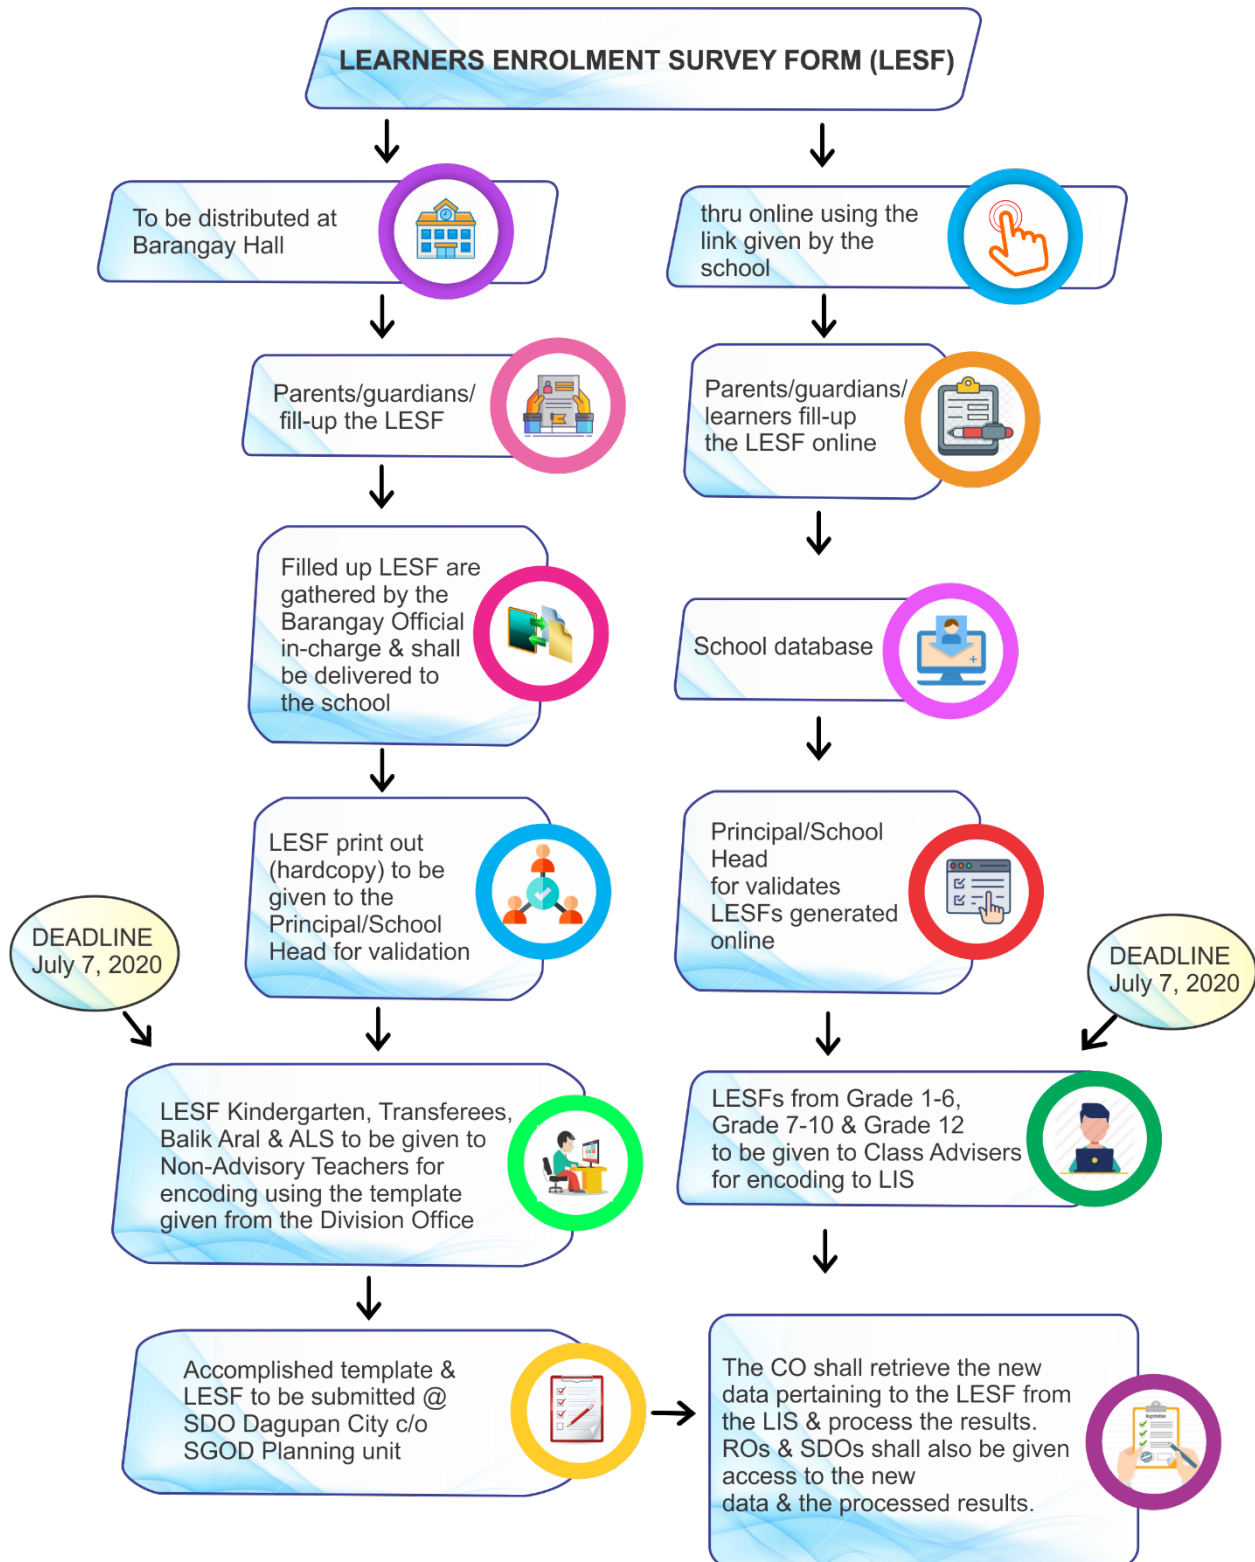 LEARNERS ENROLMENT SURVEY FORM (LESF)
To be distributed at
Barangay Hall
thru online using the
link given by the
school
Parents/guardians/
fill-up the LESF
Parents/guardians/
learners fill-up
the LESF online
Filled up LESF are
gathered by the
Barangay Official
in-charge & shall
be delivered to
the school
School database
LESF print out
(hardcopy) to be
given to the
Principal/School
Head for validation
Principal/School
Head
for validates
LESFs generated
online
DEADLINE
July 7, 2020
DEADLINE
July 7, 2020
LESF Kindergarten, Transferees,
Balik Aral & ALS to be given to
Non-Advisory Teachers for
encoding using the template
given from the Division Office
LESFs from Grade 1-6,
Grade 7-10 & Grade 12
to be given to Class Advisers
for encoding to LIS
Accomplished template &
LESF to be submitted @
SDO Dagupan City c/o
SGOD Planning unit
The CO shall retrieve the new
data pertaining to the LESF from
the LIS & process the results.
ROs & SDOs shall also be given
access to the new
data & the processed results.
Registration